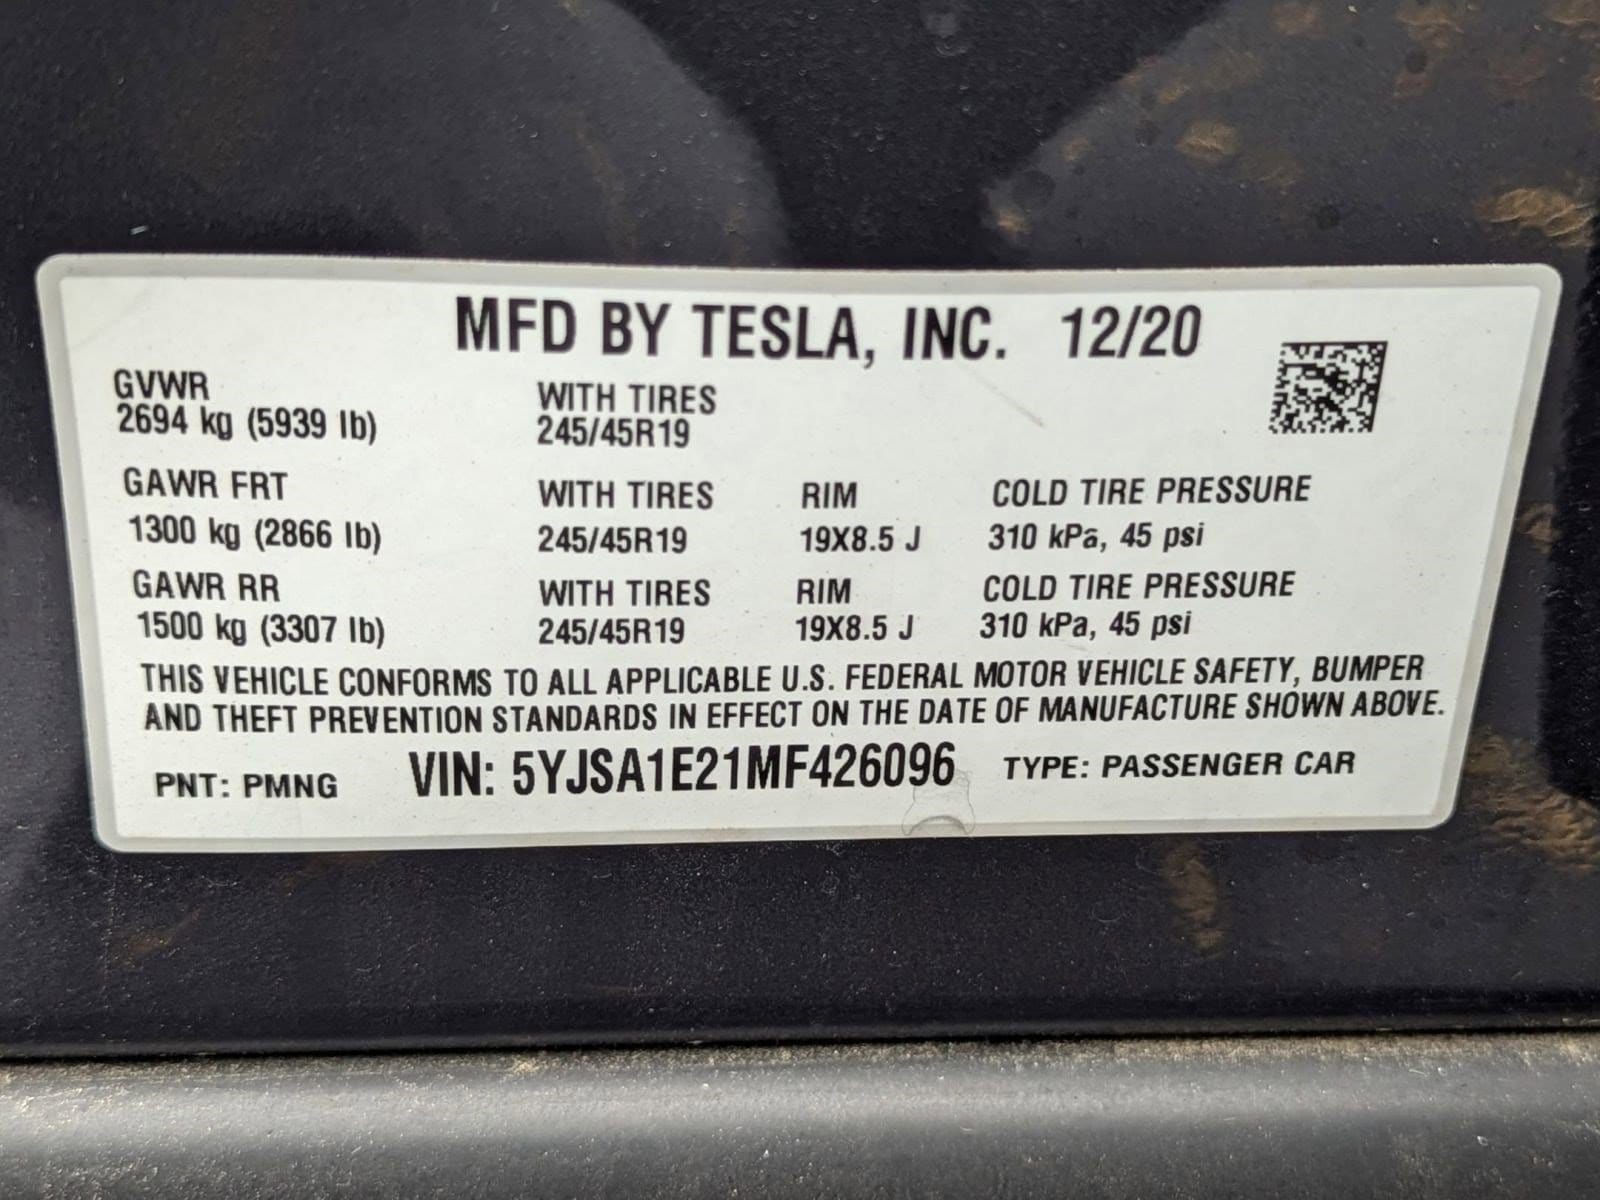 MFD BY TESLA, INC. 12/20
GVWR WITH TIRES
2694 kg (5939 lb) 245/45R19
GAWR FRT WITH TIRES RIM COLD TIRE PRESSURE
1300 kg (2866 lb) 245/45R19 19X8.5 J 310 kPa, 45 psi
GAWR RR WITH TIRES RIM COLD TIRE PRESSURE
1500 kg (3307 lb) 245/45R19 19X8.5 J 310 kPa, 45 psi
THIS VEHICLE CONFORMS TO ALL APPLICABLE U.S. FEDERAL MOTOR VEHICLE SAFETY, BUMPER
AND THEFT PREVENTION STANDARDS IN EFFECT ON THE DATE OF MANUFACTURE SHOWN ABOVE.
PNT: PMNG VIN: 5YJSA1E21MF426096 TYPE: PASSENGER CAR